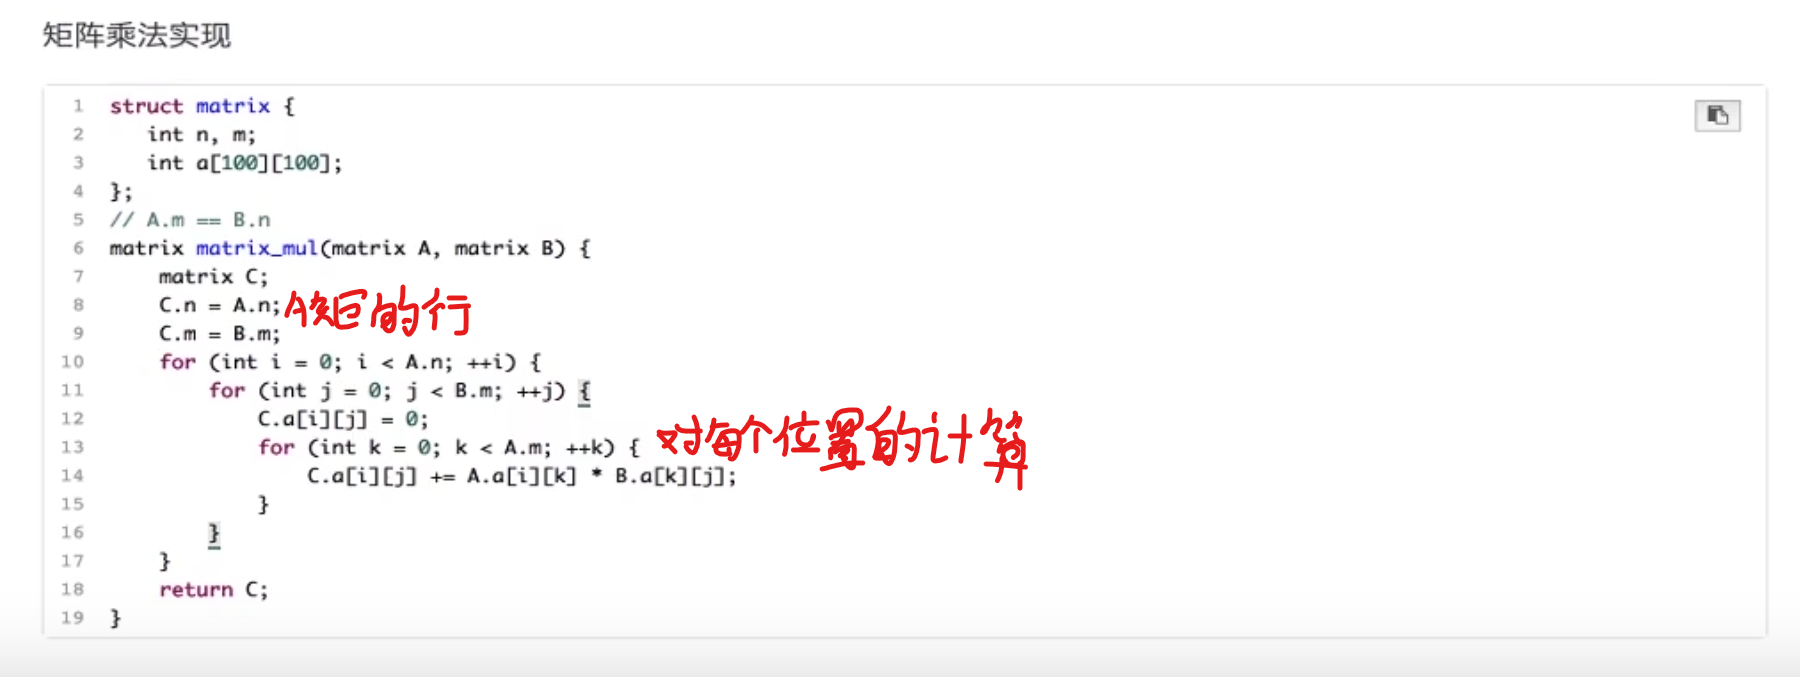 矩阵乘法实现
1 struct matrix {
2 int n, m;
3 int a[100][100];
4 };
5 // A.m == B.n
6 matrix matrix_mul(matrix A, matrix B) {
7 matrix C;
8 C.n = A.n; A矩的行
9 C.m = B.m;
10 for (int i = 0; i < A.n; ++i) {
11 for (int j = 0; j < B.m; ++j) {
12 C.a[i][j] = 0;
13 for (int k = 0; k < A.m; ++k) { 对每个位置的计算
14 C.a[i][j] += A.a[i][k] * B.a[k][j];
15 }
16 }
17 }
18 return C;
19 }